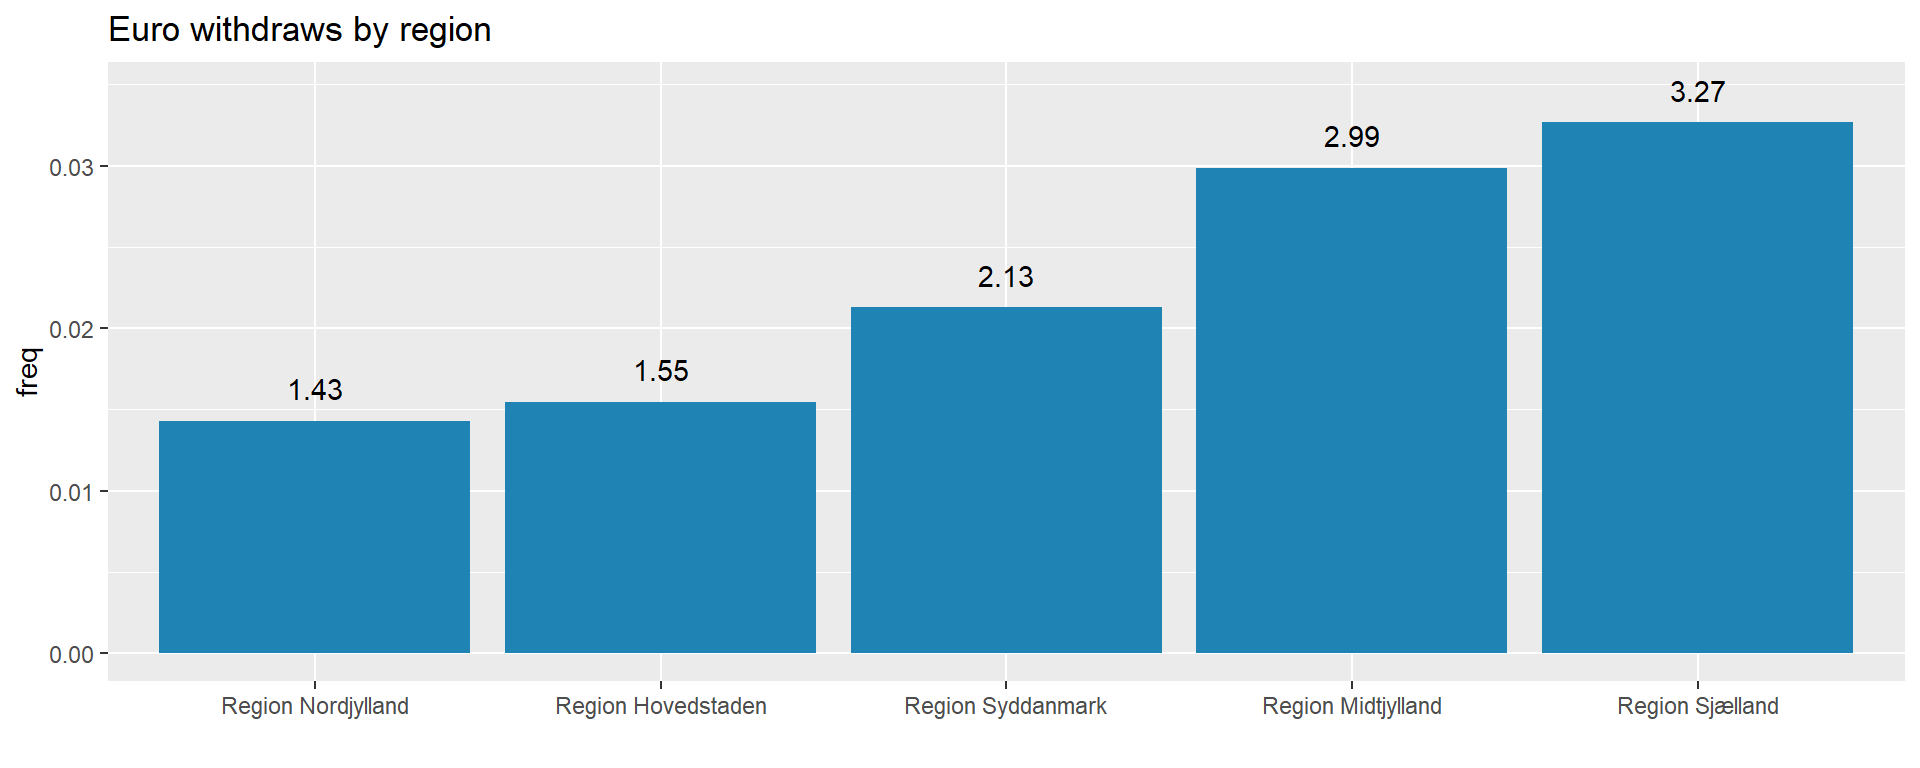 Euro withdraws by region
3.27
2.99
2.13
1.55
1.43
0.03
0.02
0.01
0.00
freq
Region Nordjylland
Region Hovedstaden
Region Syddanmark
Region Midtjylland
Region Sjælland